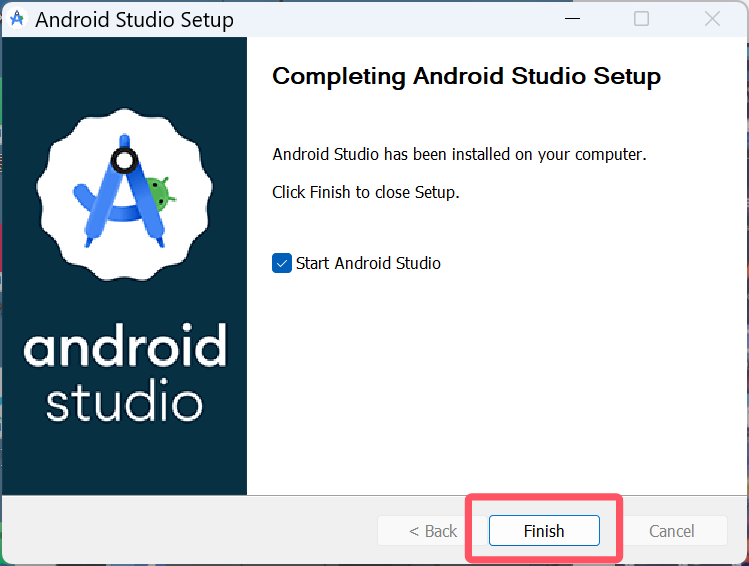 Android Studio Setup
Completing Android Studio Setup
Android Studio has been installed on your computer.
Click Finish to close Setup.
Start Android Studio
android
studio
< Back
Finish
Cancel